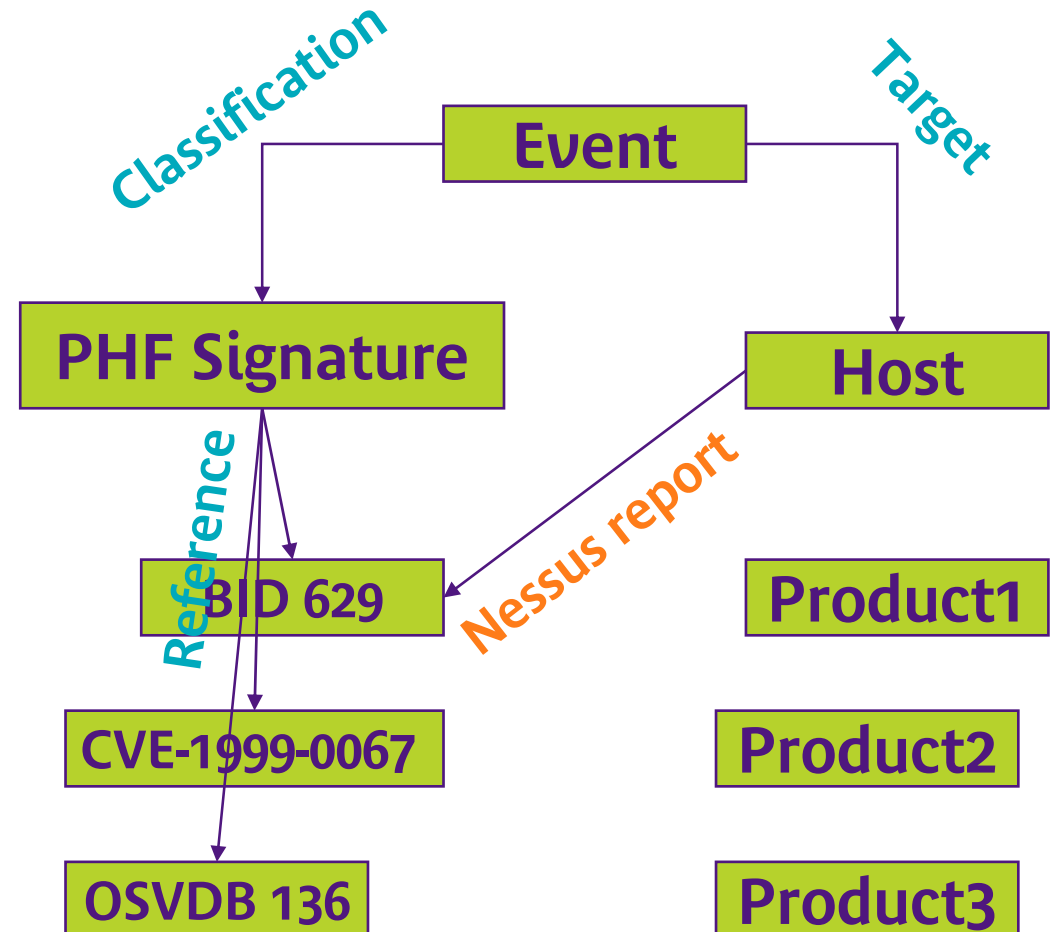 Classification
Target
Event
PHF Signature
Host
Reference
Nessus report
BID 629
Product1
CVE-1999-0067
Product2
OSVDB 136
Product3